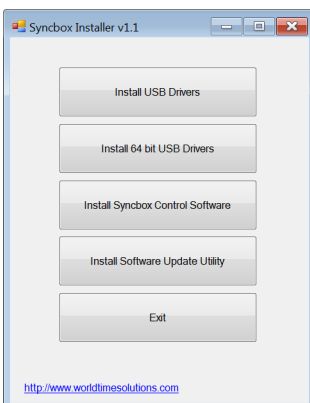 Syncbox Installer v1.1
Install USB Drivers
Install 64 bit USB Drivers
Install Syncbox Control Software
Install Software Update Utility
Exit
http://www.worldtimesolutions.com